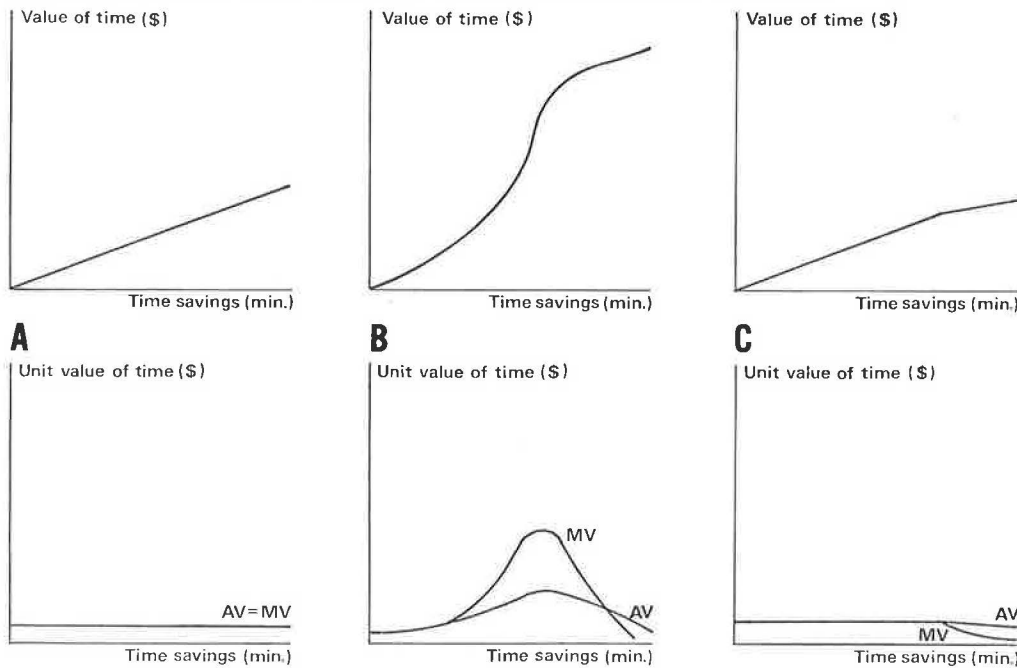 Value of time ($)
Value of time ($)
Value of time ($)
Time savings (min.)
Time savings (min.)
Time savings (min.)
A
B
C
Unit value of time ($)
Unit value of time ($)
Unit value of time ($)
MV
AV=MV
AV
AV
MV
Time savings (min.)
Time savings (min.)
Time savings (min.)